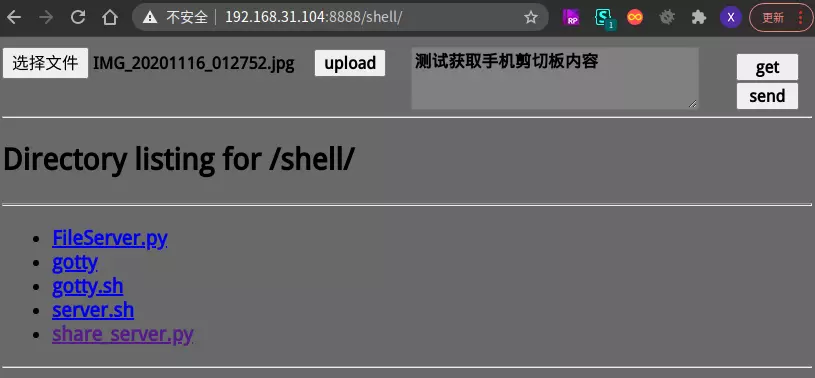 不安全 192.168.31.104:8888/shell/ RP 1 X 更新
选择文件 IMG_20201116_012752.jpg upload 测试获取手机剪切板内容 get
send
Directory listing for /shell/
FileServer.py
gotty
gotty.sh
server.sh
share_server.py